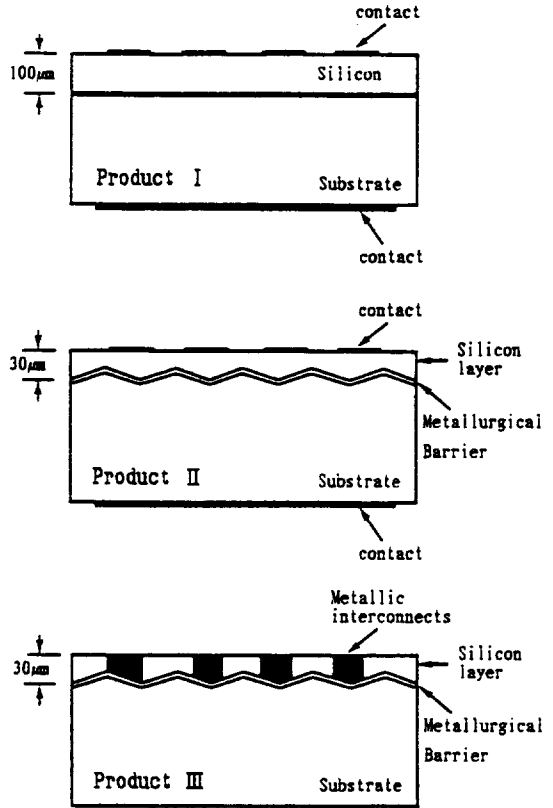 contact
100μm
Silicon
Product I
Substrate
contact
contact
30μm
Silicon
layer
Metallurgical
Barrier
Product II
Substrate
contact
Metallic
interconnects
30μm
Silicon
layer
Metallurgical
Barrier
Product III
Substrate